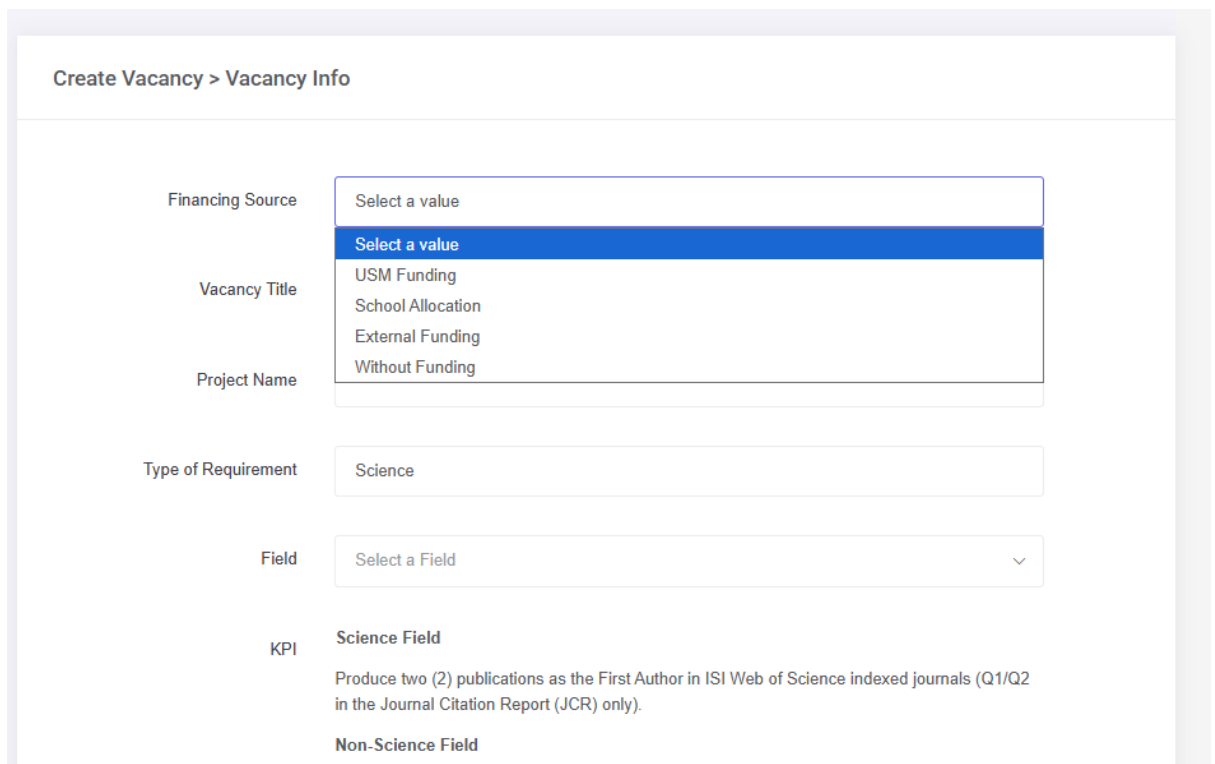 Create Vacancy > Vacancy Info
Financing Source
Select a value
Select a value
USM Funding
Vacancy Title
School Allocation
External Funding
Without Funding
Project Name
Type of Requirement
Science
Field
Select a Field
KPI
Science Field
Produce two (2) publications as the First Author in ISI Web of Science indexed journals (Q1/Q2
in the Journal Citation Report (JCR) only).
Non-Science Field